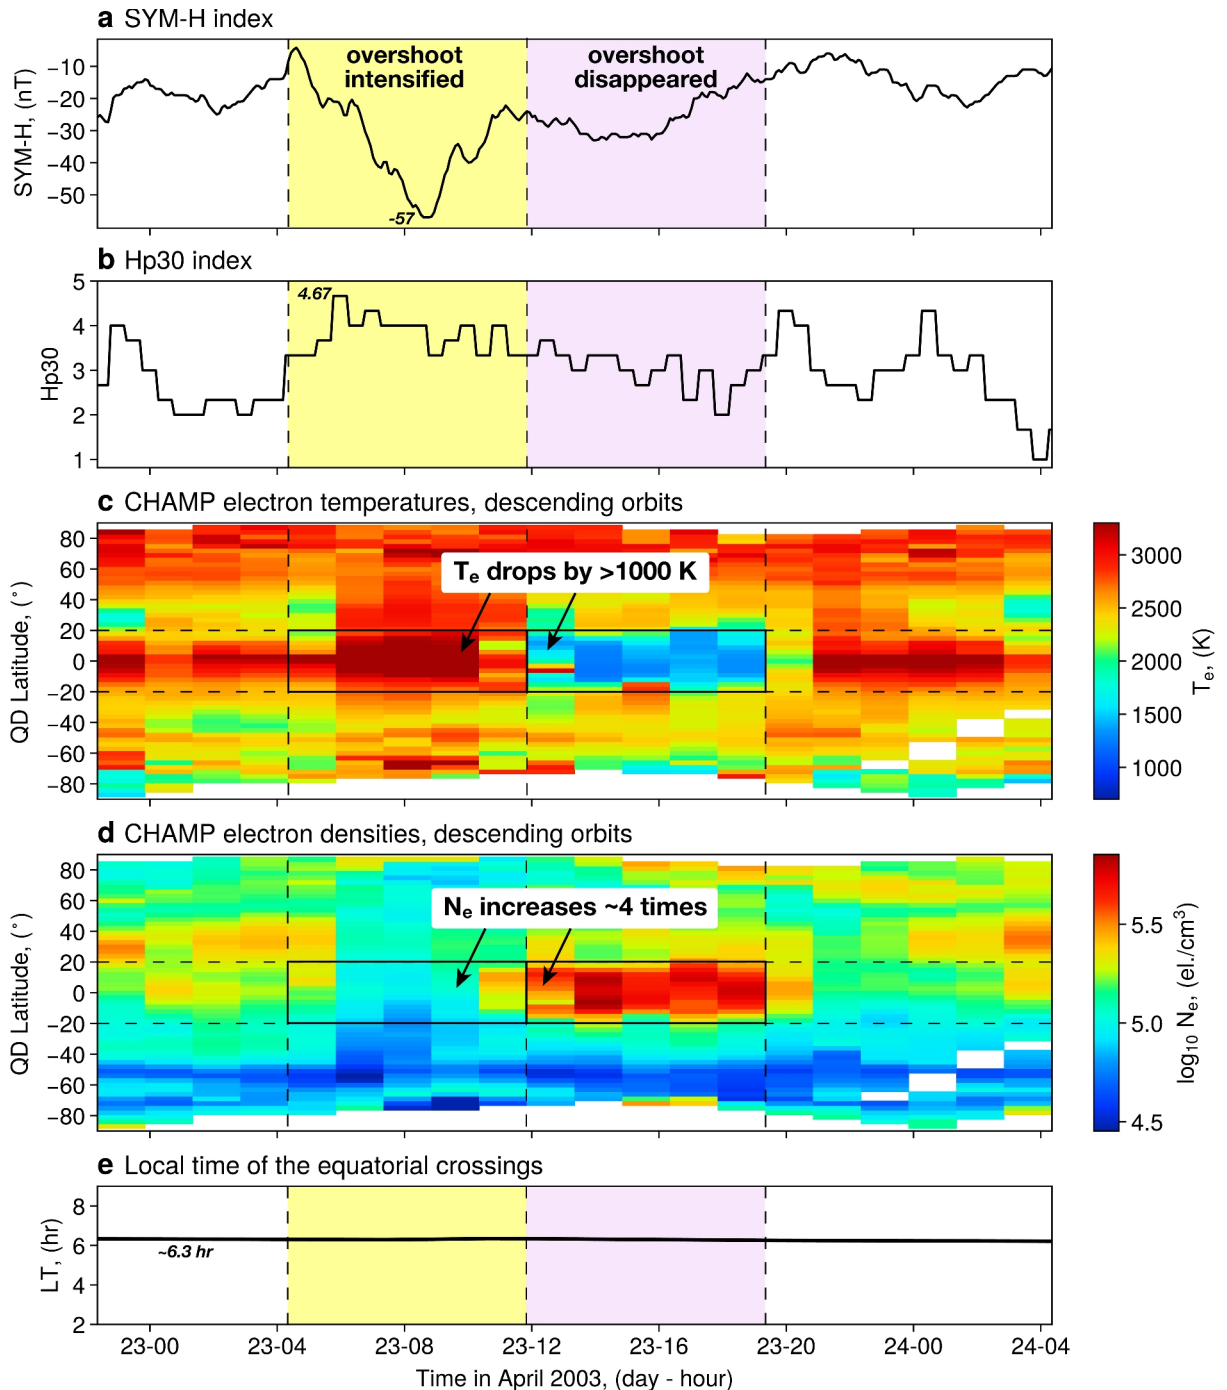 a SYM-H index
overshoot intensified
overshoot disappeared
SYM-H, (nT)
−10
−20
−30
−40
−50
-57
b Hp30 index
Hp30
5
4
3
2
1
4.67
c CHAMP electron temperatures, descending orbits
QD Latitude, (°)
80
60
40
20
0
−20
−40
−60
−80
Te drops by >1000 K
3000
2500
2000
1500
1000
Te, (K)
d CHAMP electron densities, descending orbits
QD Latitude, (°)
80
60
40
20
0
−20
−40
−60
−80
Ne increases ~4 times
5.5
5.0
4.5
log10 Ne, (el./cm³)
e Local time of the equatorial crossings
LT, (hr)
8
6
4
2
~6.3 hr
23-00 23-04 23-08 23-12 23-16 23-20 24-00 24-04
Time in April 2003, (day - hour)